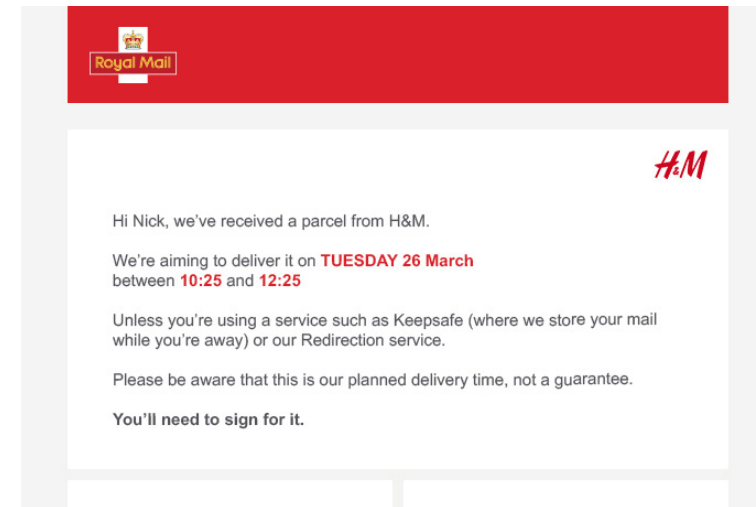 Royal Mail
H&M
Hi Nick, we've received a parcel from H&M.
We're aiming to deliver it on TUESDAY 26 March
between 10:25 and 12:25
Unless you're using a service such as Keepsafe (where we store your mail
while you're away) or our Redirection service.
Please be aware that this is our planned delivery time, not a guarantee.
You'll need to sign for it.